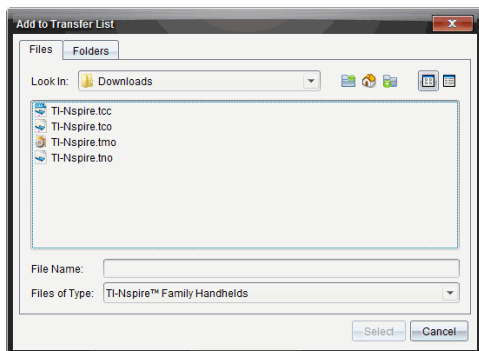 Add to Transfer List
Files Folders
Look In: Downloads
TI-Nspire.tcc
TI-Nspire.tco
TI-Nspire.tmo
TI-Nspire.tno
File Name:
Files of Type: TI-Nspire™ Family Handhelds
Select Cancel